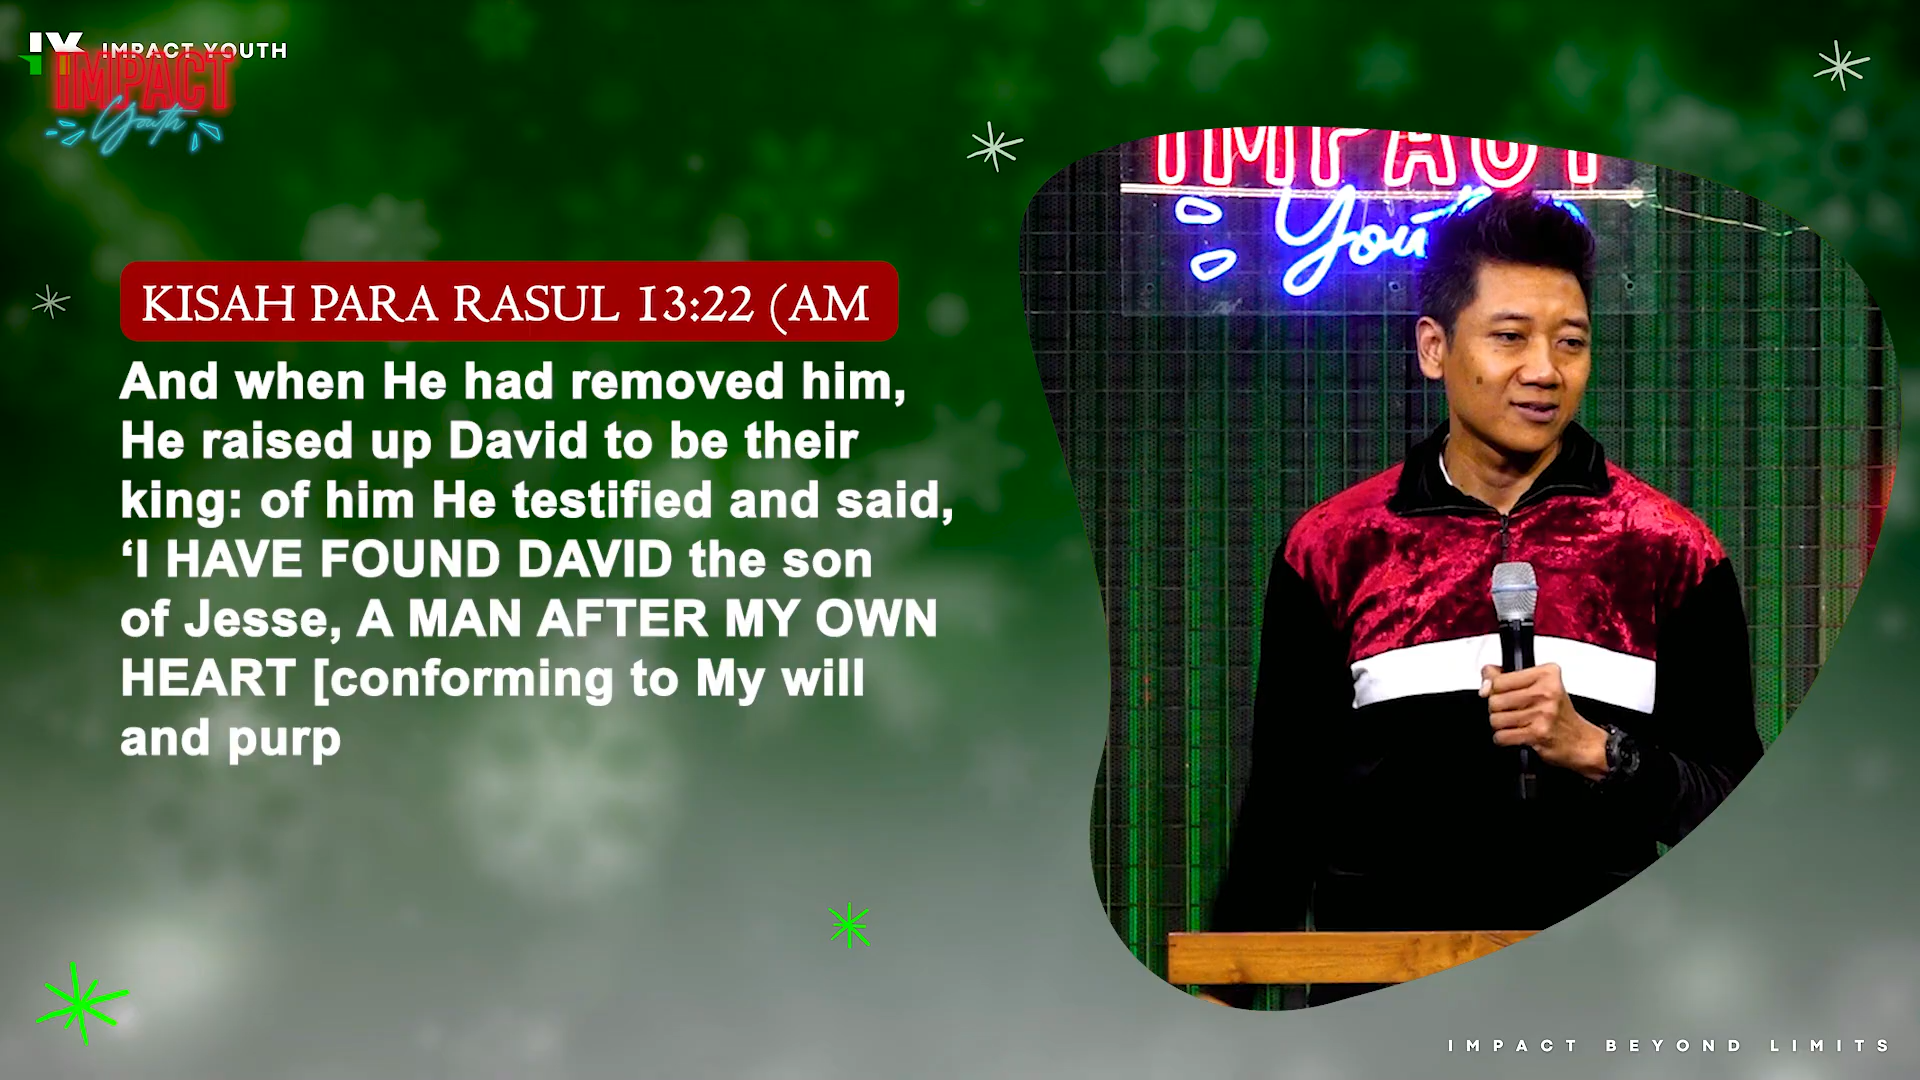 IMPACT YOUTH
IMPACT
Youth
IMPACT
You
KISAH PARA RASUL 13:22 (AM
And when He had removed him,
He raised up David to be their
king: of him He testified and said,
‘I HAVE FOUND DAVID the son
of Jesse, A MAN AFTER MY OWN
HEART [conforming to My will
and purp
IMPACT BEYOND LIMITS